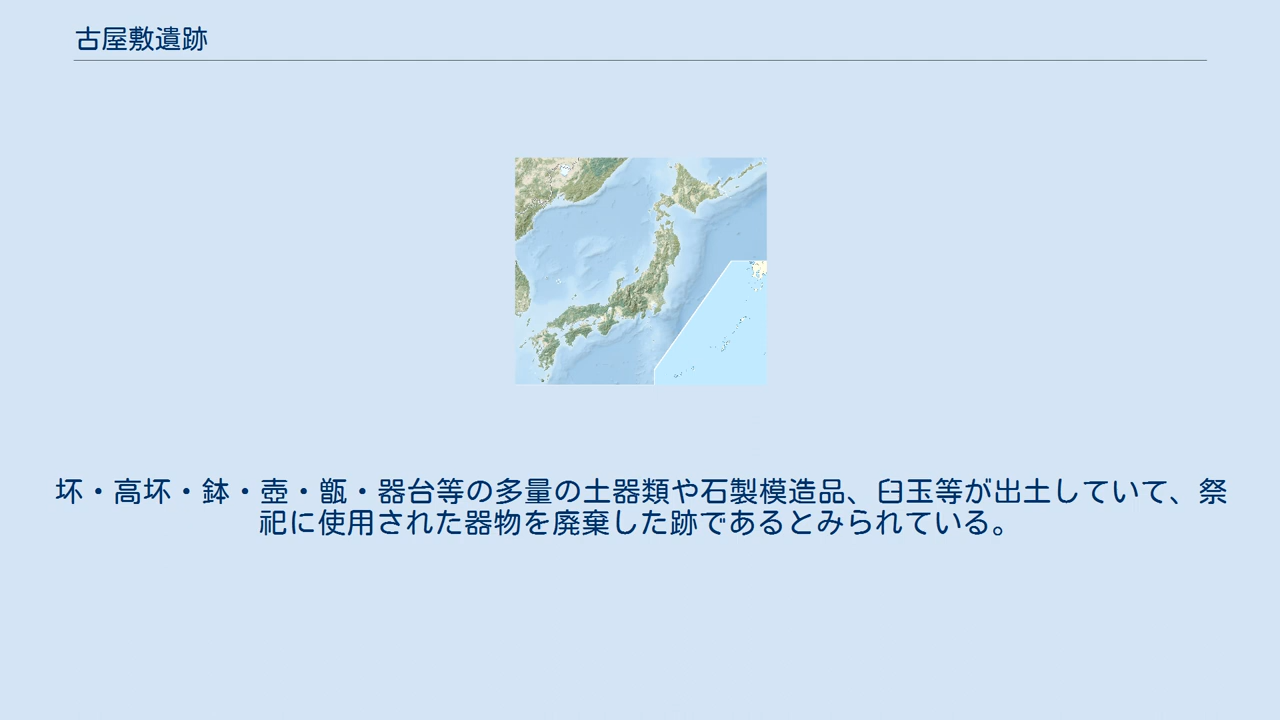 古屋敷遺跡
坏・高坏・鉢・壺・甑・器台等の多量の土器類や石製模造品、臼玉等が出土していて、祭
祀に使用された器物を廃棄した跡であるとみられている。